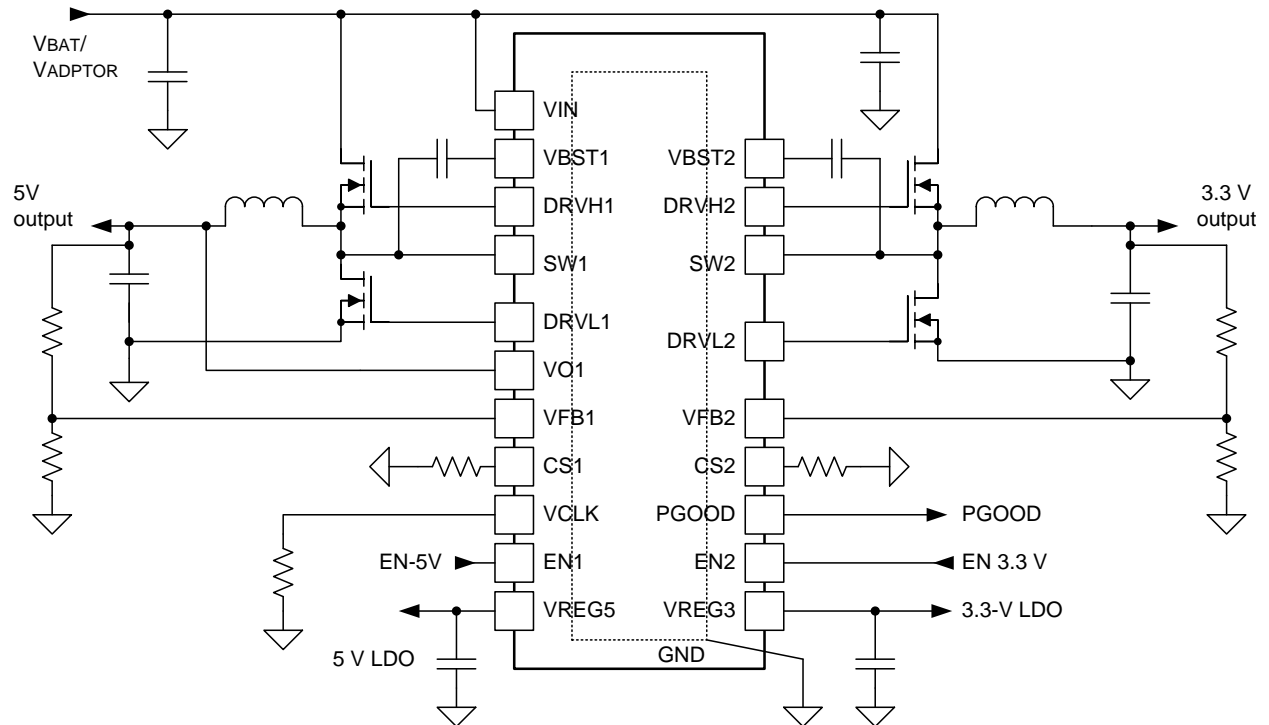 VBAT/
VADPTOR
VIN
VBST1
VBST2
5V
output
DRVH1
DRVH2
3.3 V
output
SW1
SW2
DRVL1
DRVL2
VO1
VFB1
VFB2
CS1
CS2
VCLK
PGOOD
PGOOD
EN-5V
EN1
EN2
EN 3.3 V
VREG5
VREG3
3.3-V LDO
5 V LDO
GND